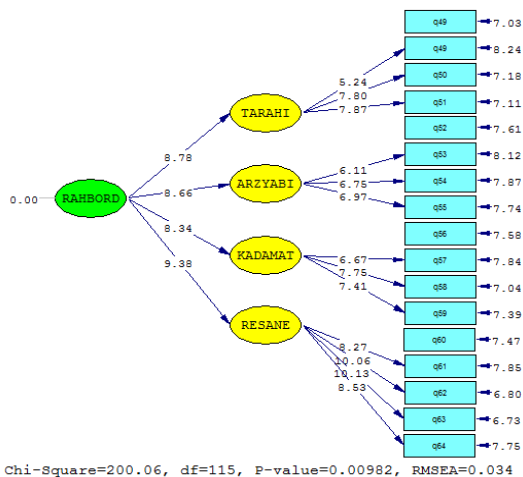 q49 7.03
q49 8.24
5.24
q50 7.18
7.80
TARAHI
7.87
q51 7.11
q52 7.61
8.78
q53 8.12
6.11
ARZYABI
6.75
q54 7.87
8.66
6.97
0.00 RAHBORD
q55 7.74
q56 7.58
8.34
KADAMAT
6.67
q57 7.84
7.75
9.38
7.41
q58 7.04
q59 7.39
RESANE
q60 7.47
8.27
10.06
q61 7.85
10.13
8.53
q62 6.80
q63 6.73
q64 7.75
Chi-Square=200.06, df=115, P-value=0.00982, RMSEA=0.034